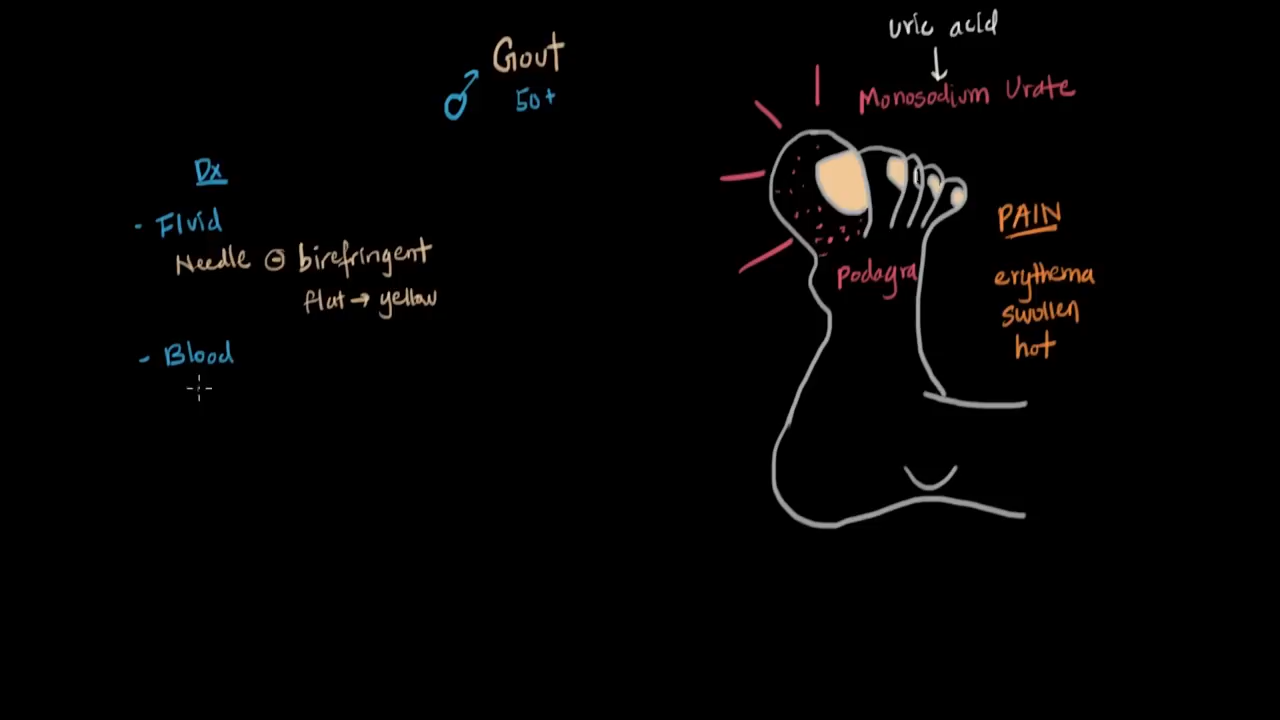 Gout
♂ 50+
Dx
- Fluid
Needle ⊖ birefringent
flat → yellow
- Blood
uric acid
↓
Monosodium Urate
Podagra
PAIN
erythema
swollen
hot